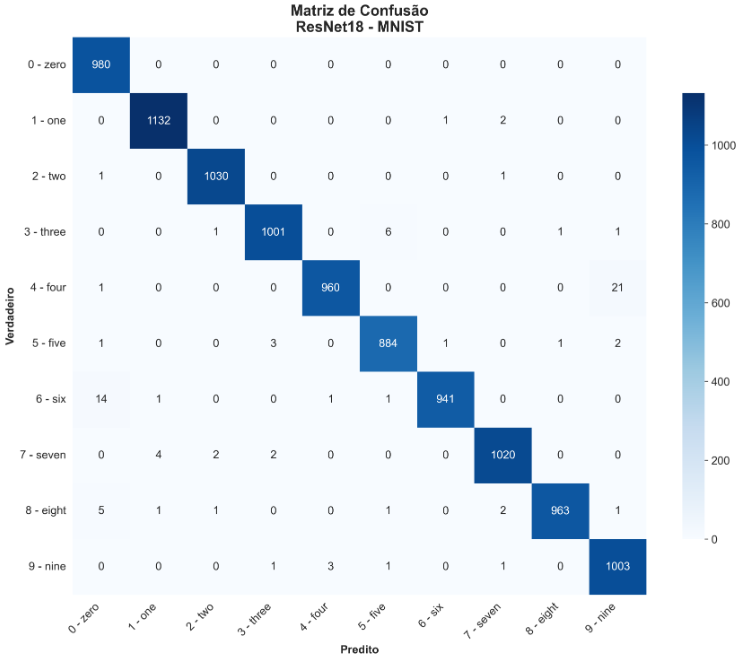 Matriz de Confusão
ResNet18 - MNIST
0 - zero 980 0 0 0 0 0 0 0 0 0
1 - one 0 1132 0 0 0 0 1 2 0 0
2 - two 1 0 1030 0 0 0 0 1 0 0
3 - three 0 0 1 1001 0 6 0 0 1 1
4 - four 1 0 0 0 960 0 0 0 0 21
5 - five 1 0 0 3 0 884 1 0 1 2
6 - six 14 1 0 0 1 1 941 0 0 0
7 - seven 0 4 2 2 0 0 0 1020 0 0
8 - eight 5 1 1 0 0 1 0 2 963 1
9 - nine 0 0 0 1 3 1 0 1 0 1003
0 - zero 1 - one 2 - two 3 - three 4 - four 5 - five 6 - six 7 - seven 8 - eight 9 - nine
Predito
Verdadeiro
1000
800
600
400
200
0